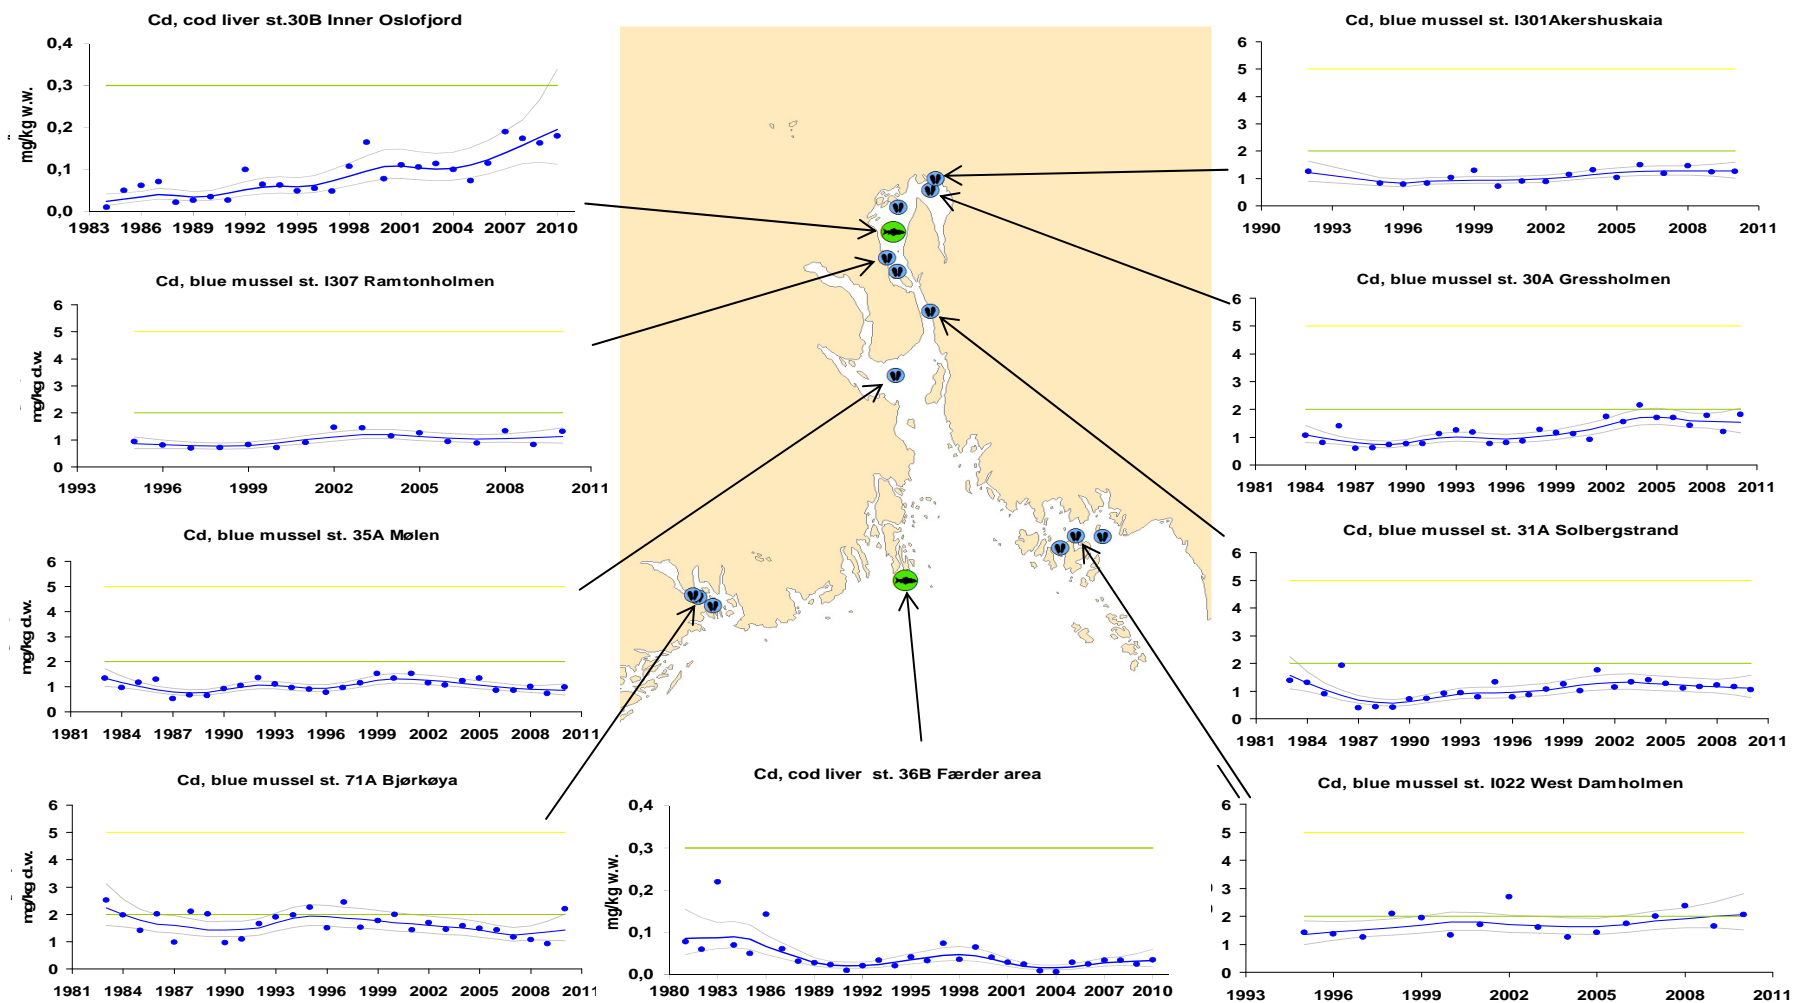 Cd, cod liver st.30B Inner Oslofjord
0,4
0,3
0,2
0,1
0,0
mg/kg w.w.
1983 1986 1989 1992 1995 1998 2001 2004 2007 2010
Cd, blue mussel st. I301Akershuskaia
6
5
4
3
2
1
0
1990 1993 1996 1999 2002 2005 2008 2011
Cd, blue mussel st. I307 Ramtonholmen
6
5
4
3
2
1
0
mg/kg d.w.
1993 1996 1999 2002 2005 2008 2011
Cd, blue mussel st. 30A Gressholmen
6
5
4
3
2
1
0
1981 1984 1987 1990 1993 1996 1999 2002 2005 2008 2011
Cd, blue mussel st. 35A Mølen
6
5
4
3
2
1
0
mg/kg d.w.
1981 1984 1987 1990 1993 1996 1999 2002 2005 2008 2011
Cd, blue mussel st. 31A Solbergstrand
6
5
4
3
2
1
0
1981 1984 1987 1990 1993 1996 1999 2002 2005 2008 2011
Cd, blue mussel st. 71A Bjørkøya
6
5
4
3
2
1
0
mg/kg d.w.
1981 1984 1987 1990 1993 1996 1999 2002 2005 2008 2011
Cd, cod liver st. 36B Færder area
0,4
0,3
0,2
0,1
0,0
mg/kg w.w.
1980 1983 1986 1989 1992 1995 1998 2001 2004 2007 2010
Cd, blue mussel st. I022 West Damholmen
6
5
4
3
2
1
0
1993 1996 1999 2002 2005 2008 2011